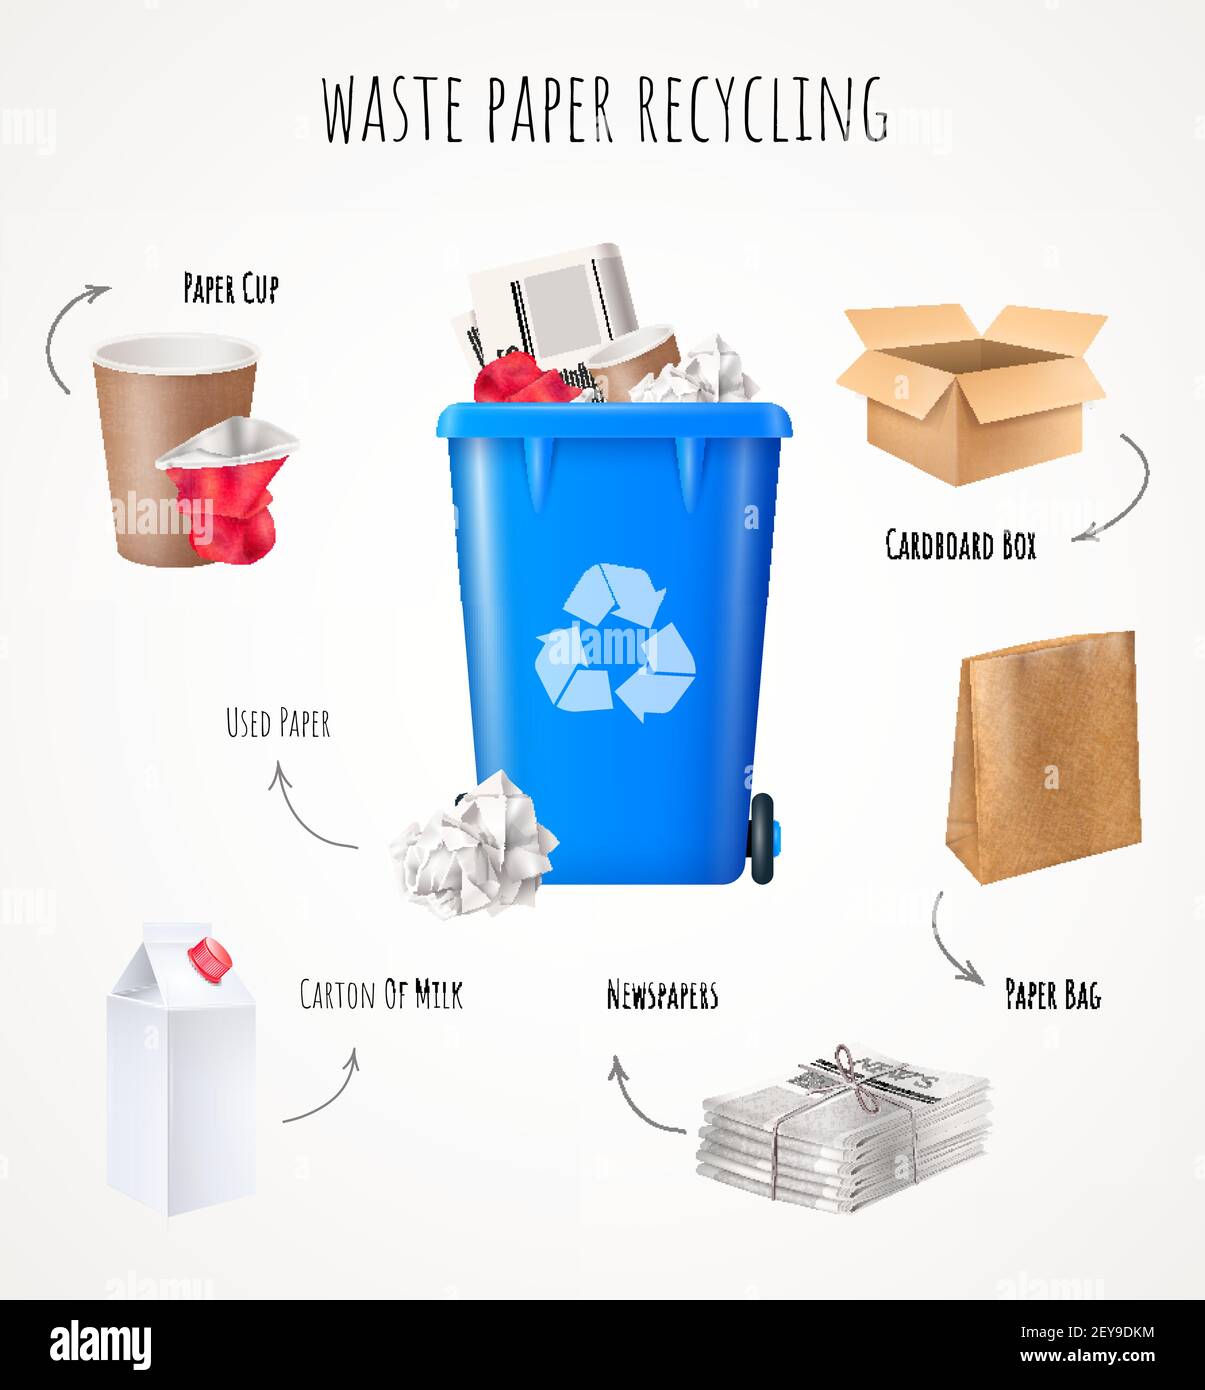 WASTE PAPER RECYCLING
PAPER CUP
CARDBOARD BOX
USED PAPER
CARTON OF MILK
NEWSPAPERS
PAPER BAG
NEWS
alamy
Image ID: 2EY9DKM
www.alamy.com